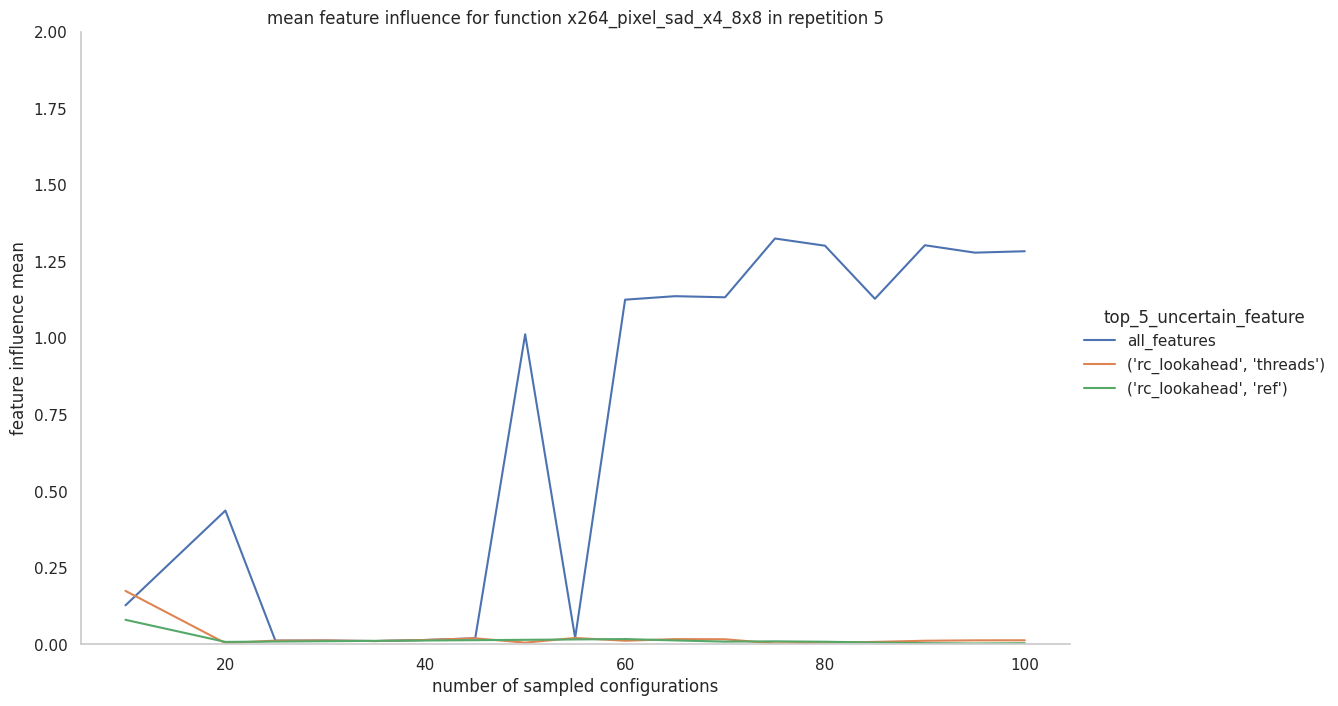 mean feature influence for function x264_pixel_sad_x4_8x8 in repetition 5
2.00
1.75
1.50
1.25
1.00
0.75
0.50
0.25
0.00
feature influence mean
20
40
60
80
100
number of sampled configurations
top_5_uncertain_feature
all_features
('rc_lookahead', 'threads')
('rc_lookahead', 'ref')